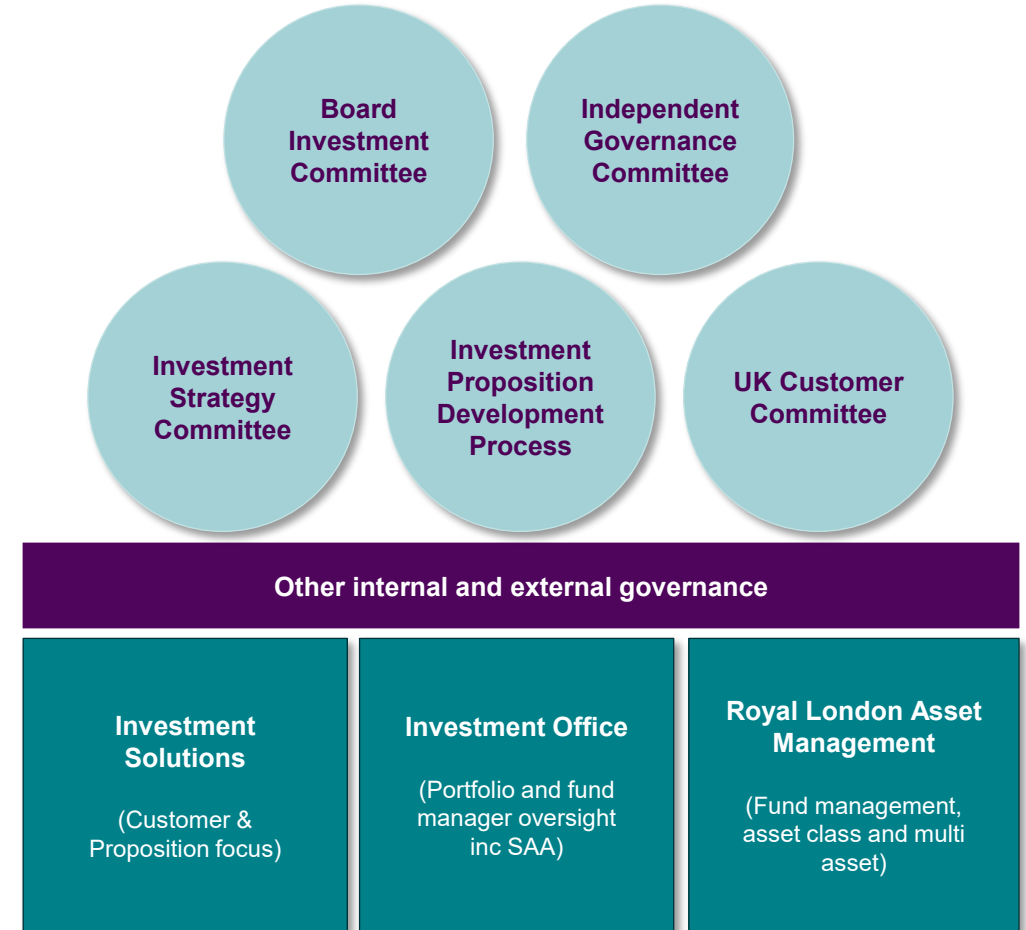 Board
Investment
Committee
Independent
Governance
Committee
Investment
Strategy
Committee
Investment
Proposition
Development
Process
UK Customer
Committee
Other internal and external governance
Investment
Solutions
(Customer &
Proposition focus)
Investment Office
(Portfolio and fund
manager oversight
inc SAA)
Royal London Asset
Management
(Fund management,
asset class and multi
asset)